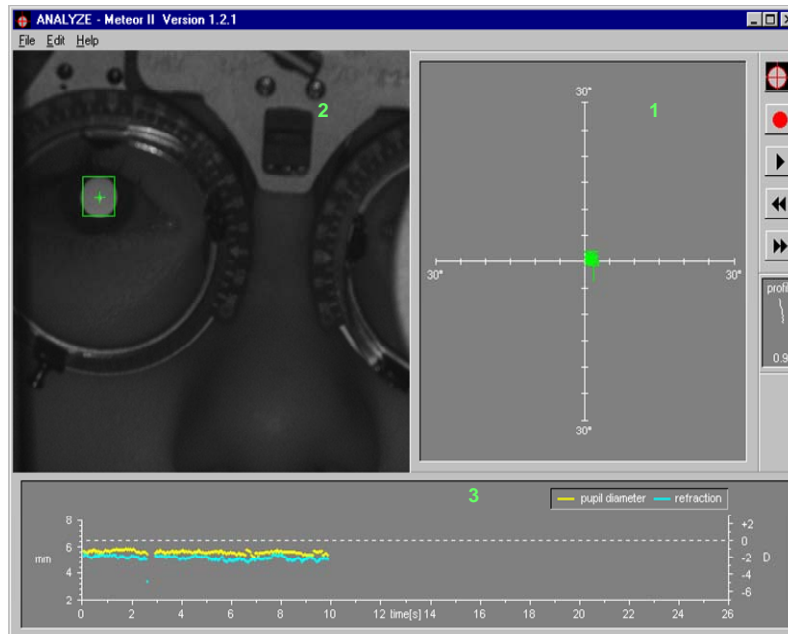 ANALYZE - Meteor II Version 1.2.1
File Edit Help
2
1
30°
30°
30°
30°
profil
0.9
3
pupil diameter refraction
8
6
4
2
mm
+2
0
-2
-4
-6
D
0 2 4 6 8 10 12 time[s] 14 16 18 20 22 24 26